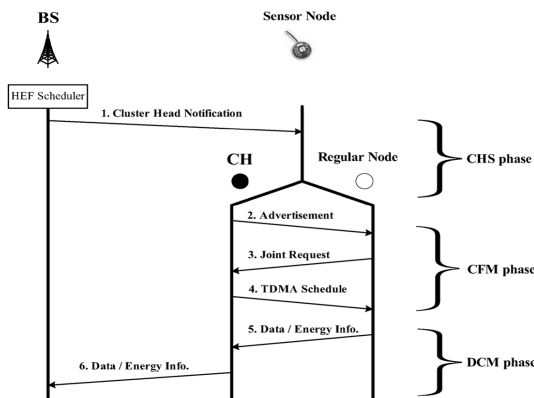 BS
Sensor Node
HEF Scheduler
1. Cluster Head Notification
CHS phase
CH
Regular Node
2. Advertisement
3. Joint Request
CFM phase
4. TDMA Schedule
5. Data / Energy Info.
6. Data / Energy Info.
DCM phase